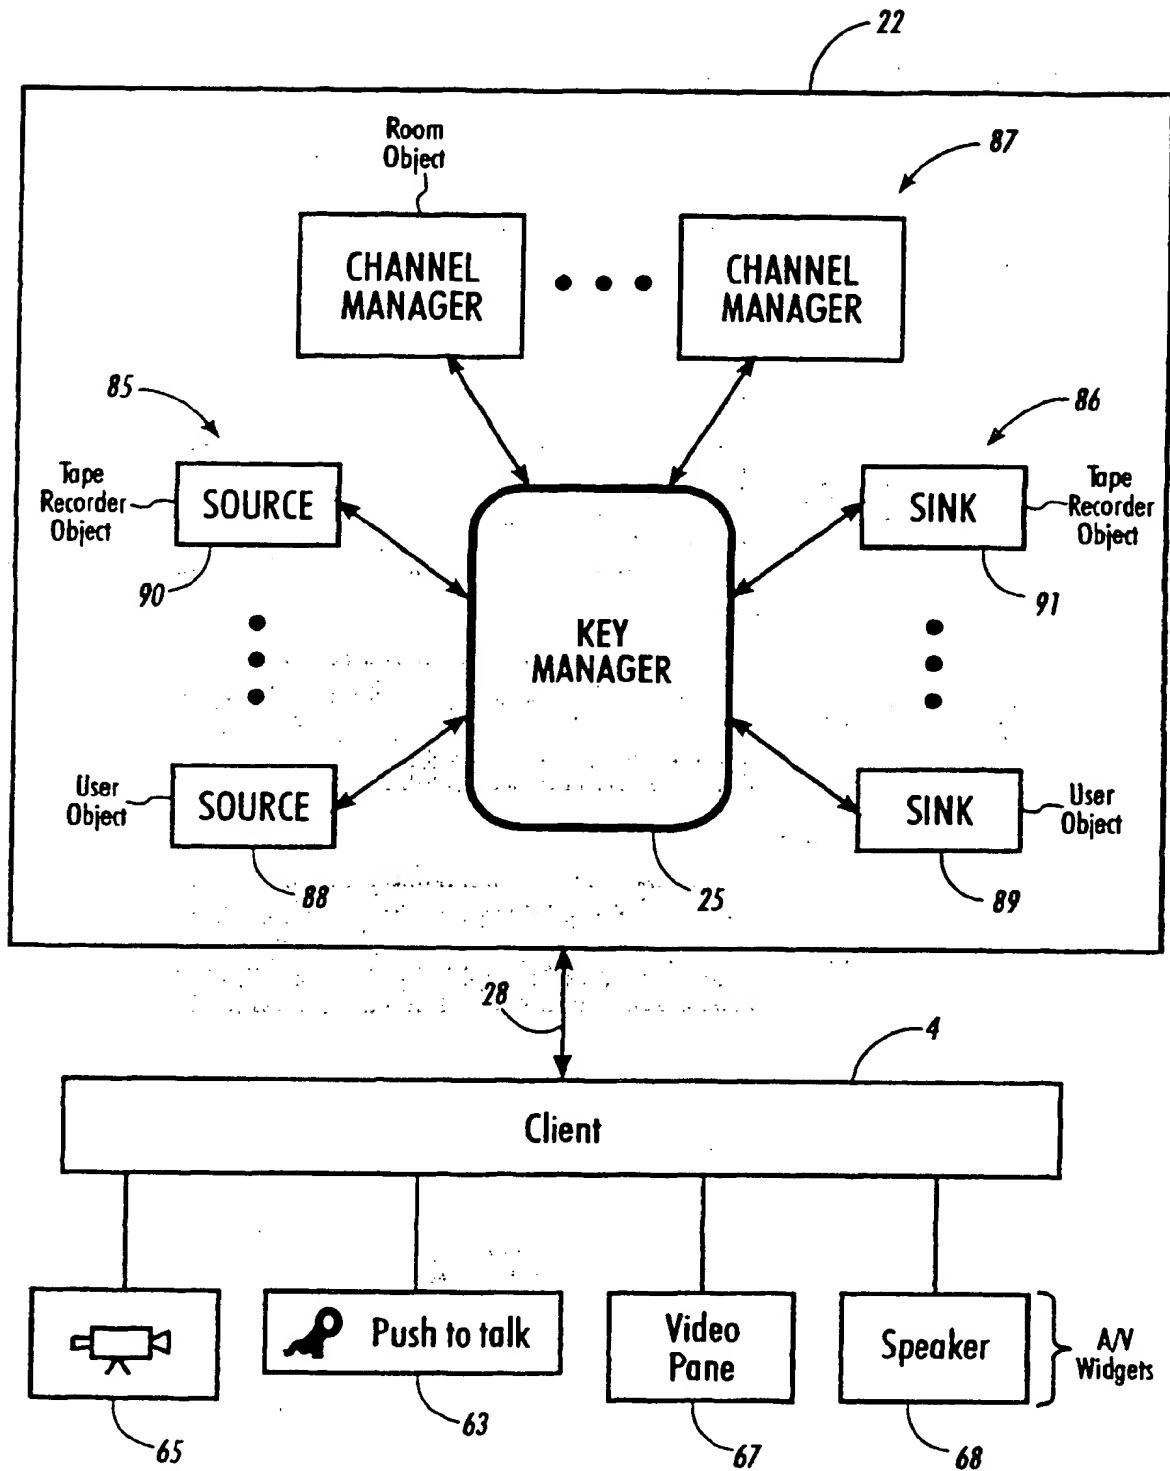 22
Room
Object
87
CHANNEL
MANAGER
CHANNEL
MANAGER
85
86
Tape
Recorder
Object
SOURCE
SINK
Tape
Recorder
Object
90
91
KEY
MANAGER
User
Object
SOURCE
SINK
User
Object
88
25
89
28
4
Client
Push to talk
Video
Pane
Speaker
A/V
Widgets
65
63
67
68